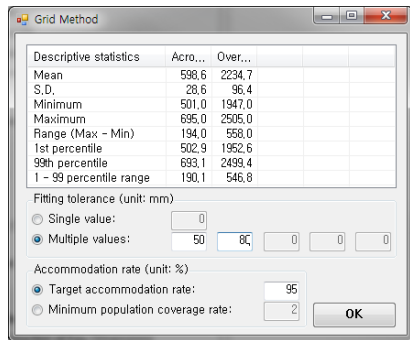 Grid Method
Descriptive statistics Acro... Over...
Mean 598,6 2234,7
S,D, 28,6 96,4
Minimum 501,0 1947,0
Maximum 695,0 2505,0
Range (Max - Min) 194,0 558,0
1st percentile 502,9 1952,6
99th percentile 693,1 2499,4
1 - 99 percentile range 190,1 546,8
Fitting tolerance (unit: mm)
Single value: 0
Multiple values: 50 80 0 0 0
Accommodation rate (unit: %)
Target accommodation rate: 95
Minimum population coverage rate: 2
OK